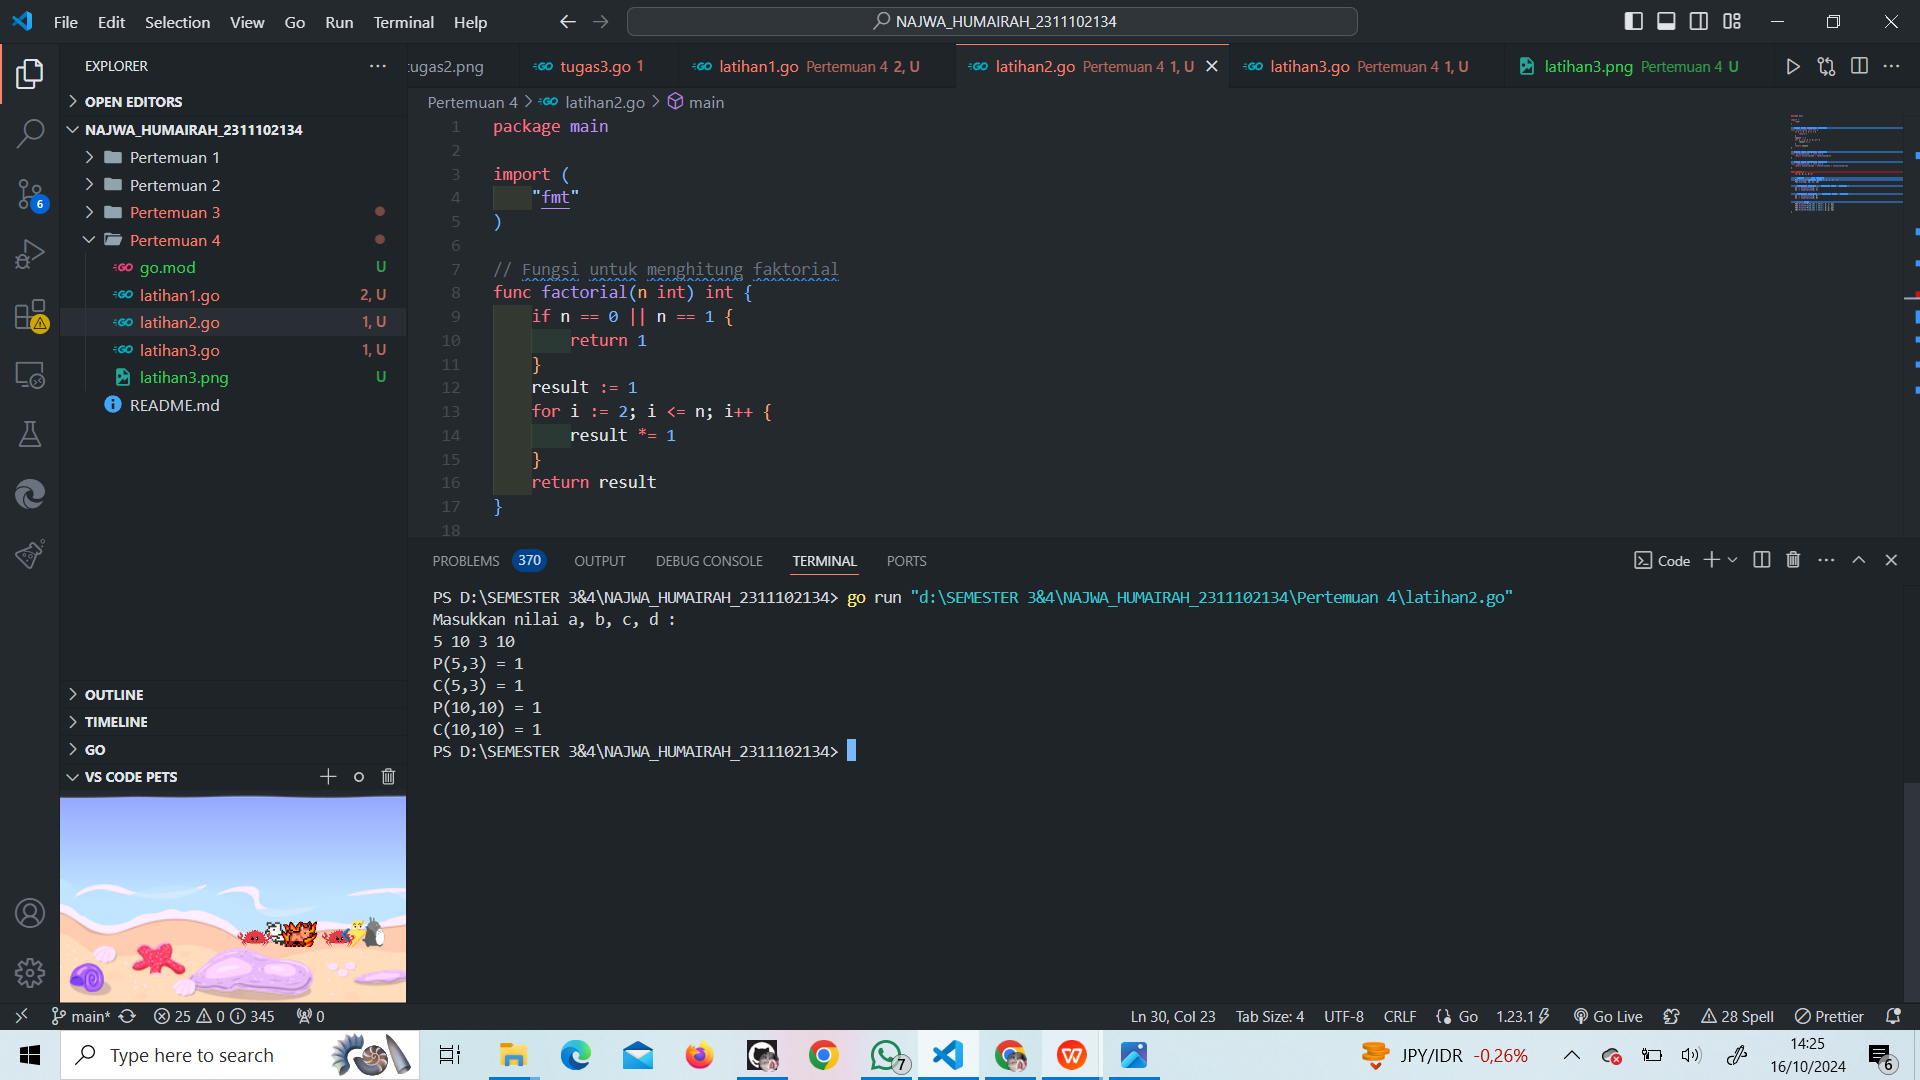 File Edit Selection View Go Run Terminal Help
NAJWA_HUMAIRAH_2311102134
EXPLORER
OPEN EDITORS
NAJWA_HUMAIRAH_2311102134
Pertemuan 1
Pertemuan 2
Pertemuan 3
Pertemuan 4
go.mod U
latihan1.go 2, U
latihan2.go 1, U
latihan3.go 1, U
latihan3.png U
README.md
OUTLINE
TIMELINE
GO
VS CODE PETS
6
tugas2.png tugas3.go 1 latihan1.go Pertemuan 4 2, U latihan2.go Pertemuan 4 1, U latihan3.go Pertemuan 4 1, U latihan3.png Pertemuan 4 U
Pertemuan 4 > latihan2.go > main
1 package main
2
3 import (
4 "fmt"
5 )
6
7 // Fungsi untuk menghitung faktorial
8 func factorial(n int) int {
9 if n == 0 || n == 1 {
10 return 1
11 }
12 result := 1
13 for i := 2; i <= n; i++ {
14 result *= 1
15 }
16 return result
17 }
18
PROBLEMS 370 OUTPUT DEBUG CONSOLE TERMINAL PORTS Code
PS D:\SEMESTER 3&4\NAJWA_HUMAIRAH_2311102134> go run "d:\SEMESTER 3&4\NAJWA_HUMAIRAH_2311102134\Pertemuan 4\latihan2.go"
Masukkan nilai a, b, c, d :
5 10 3 10
P(5,3) = 1
C(5,3) = 1
P(10,10) = 1
C(10,10) = 1
PS D:\SEMESTER 3&4\NAJWA_HUMAIRAH_2311102134>
main* 25 0 345 0 Ln 30, Col 23 Tab Size: 4 UTF-8 CRLF Go 1.23.1 Go Live 28 Spell Prettier
Type here to search 7 JPY/IDR -0,26% 14:25
16/10/2024 6